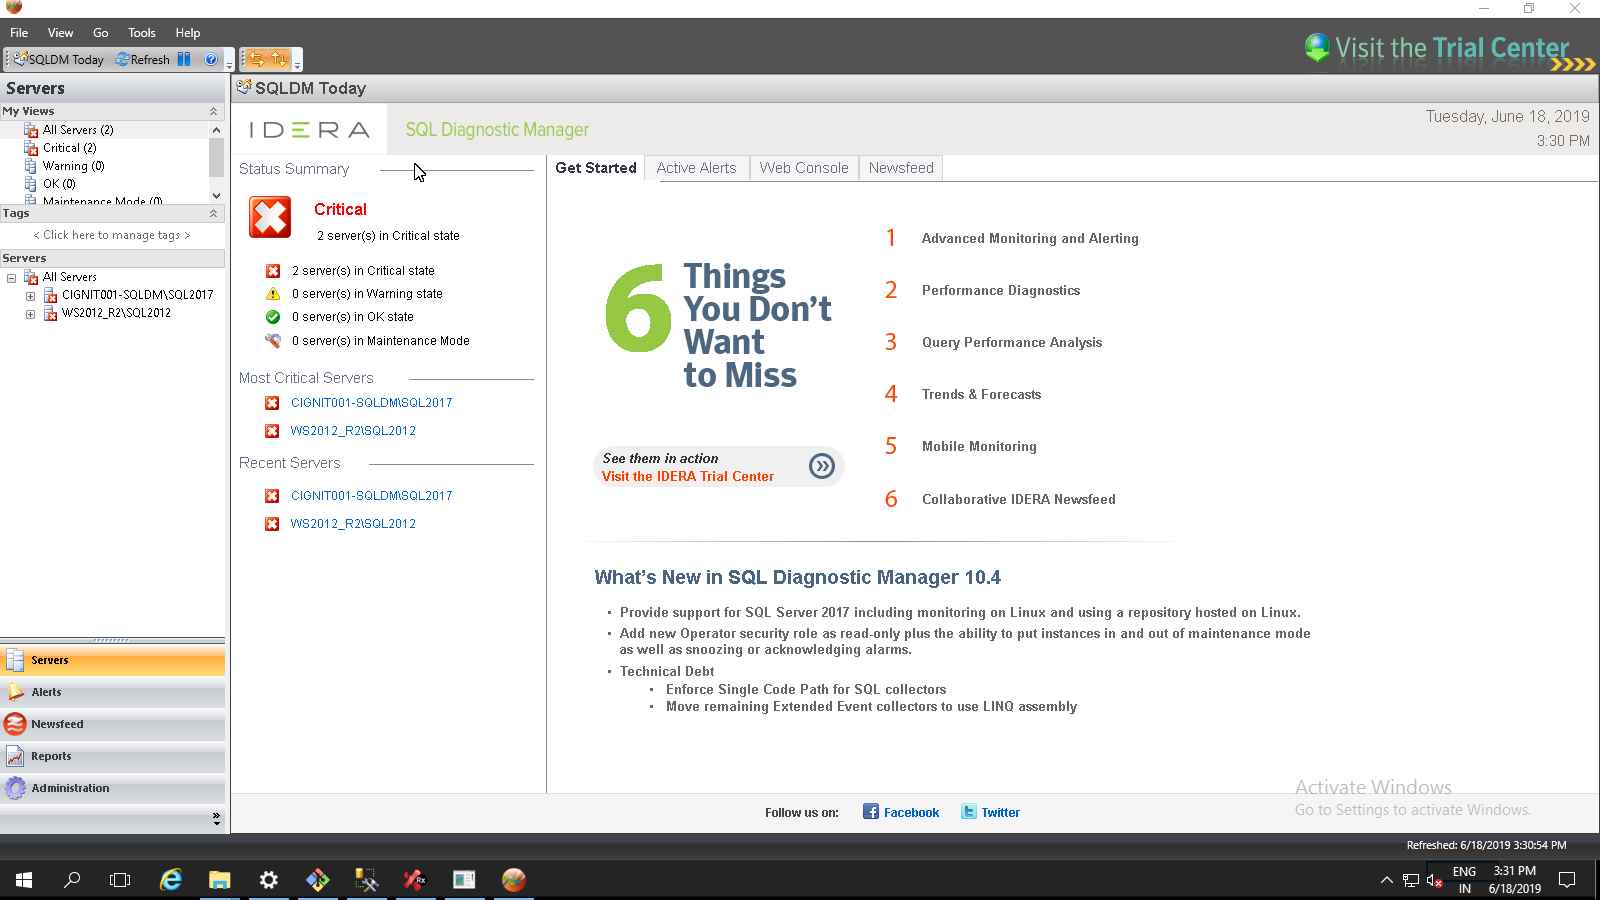 File View Go Tools Help
SQLDM Today Refresh
Visit the Trial Center
Servers
My Views
All Servers (2)
Critical (2)
Warning (0)
OK (0)
Maintenance Mode (0)
Tags
< Click here to manage tags >
Servers
All Servers
CIGNIT001-SQLDM\SQL2017
WS2012_R2\SQL2012
Servers
Alerts
Newsfeed
Reports
Administration
SQLDM Today
IDERA SQL Diagnostic Manager
Tuesday, June 18, 2019
3:30 PM
Status Summary
Critical
2 server(s) in Critical state
2 server(s) in Critical state
0 server(s) in Warning state
0 server(s) in OK state
0 server(s) in Maintenance Mode
Most Critical Servers
CIGNIT001-SQLDM\SQL2017
WS2012_R2\SQL2012
Recent Servers
CIGNIT001-SQLDM\SQL2017
WS2012_R2\SQL2012
Get Started Active Alerts Web Console Newsfeed
6 Things
You Don't
Want
to Miss
See them in action
Visit the IDERA Trial Center
1 Advanced Monitoring and Alerting
2 Performance Diagnostics
3 Query Performance Analysis
4 Trends & Forecasts
5 Mobile Monitoring
6 Collaborative IDERA Newsfeed
What's New in SQL Diagnostic Manager 10.4
• Provide support for SQL Server 2017 including monitoring on Linux and using a repository hosted on Linux.
• Add new Operator security role as read-only plus the ability to put instances in and out of maintenance mode
as well as snoozing or acknowledging alarms.
• Technical Debt
• Enforce Single Code Path for SQL collectors
• Move remaining Extended Event collectors to use LINQ assembly
Activate Windows
Go to Settings to activate Windows.
Follow us on: Facebook Twitter
Refreshed: 6/18/2019 3:30:54 PM
ENG
IN
3:31 PM
6/18/2019